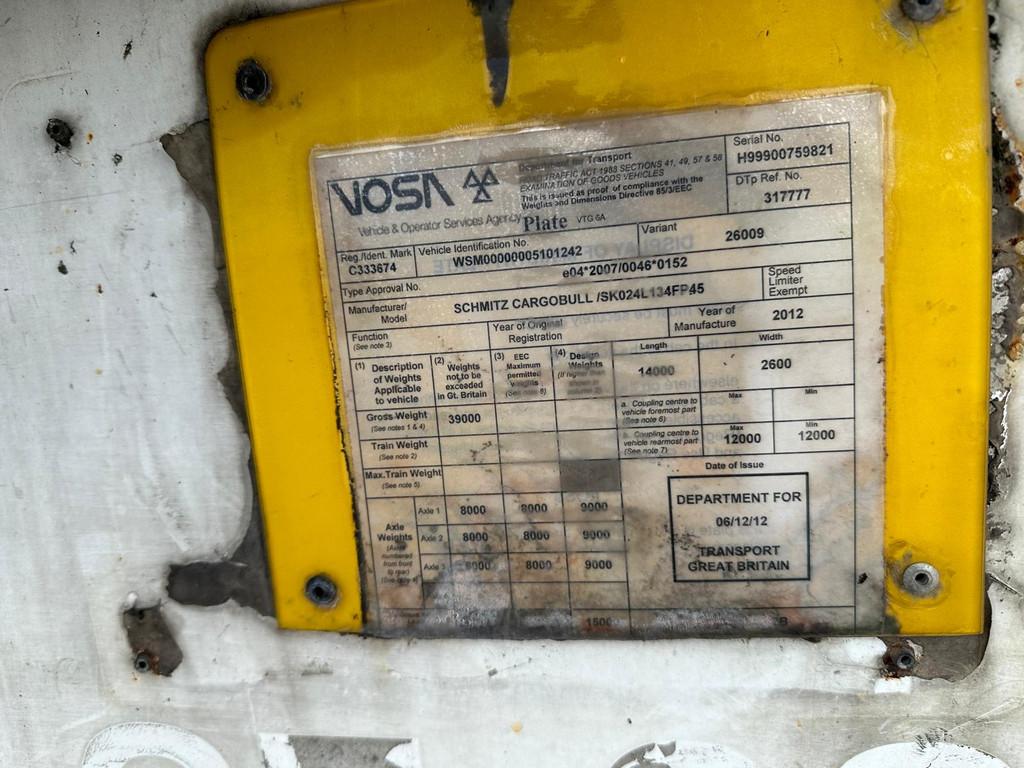 VOSA
Vehicle & Operator Services Agency
Department for Transport
ROAD TRAFFIC ACT 1988 SECTIONS 41, 49, 57 & 58
EXAMINATION OF GOODS VEHICLES
This is issued as proof of compliance with the
Weights and Dimensions Directive 85/3/EEC
Plate VTG 6A
Serial No.
H99900759821
DTp Ref. No.
317777
Reg./Ident. Mark
C333674
Vehicle Identification No.
WSM00000005101242
Variant 26009
Type Approval No. e04*2007/0046*0152
Manufacturer/
Model
SCHMITZ CARGOBULL /SK024L134FP45
Speed
Limiter
Exempt
Function
(See note 3)
Year of Original
Registration
Year of
Manufacture
2012
(1) Description
of Weights
Applicable
to vehicle
(2) Weights
not to be
exceeded
in Gt. Britain
(3) EEC
Maximum
permitted
weights
(See note 8)
(4) Design
Weights
Length
14000
Width
2600
Gross Weight
(See notes 1 & 4)
39000
a. Coupling centre to
vehicle foremost part
(See note 6)
Max
Min
Train Weight
(See note 2)
b. Coupling centre to
vehicle rearmost part
(See note 7)
Max
12000
Min
12000
Max. Train Weight
(See note 5)
Date of Issue
Axle
Weights
(Axles
numbered
from front
to rear)
Axle 1 8000 8000 9000
Axle 2 8000 8000 9000
Axle 3 8000 8000 9000
DEPARTMENT FOR
06/12/12
TRANSPORT
GREAT BRITAIN